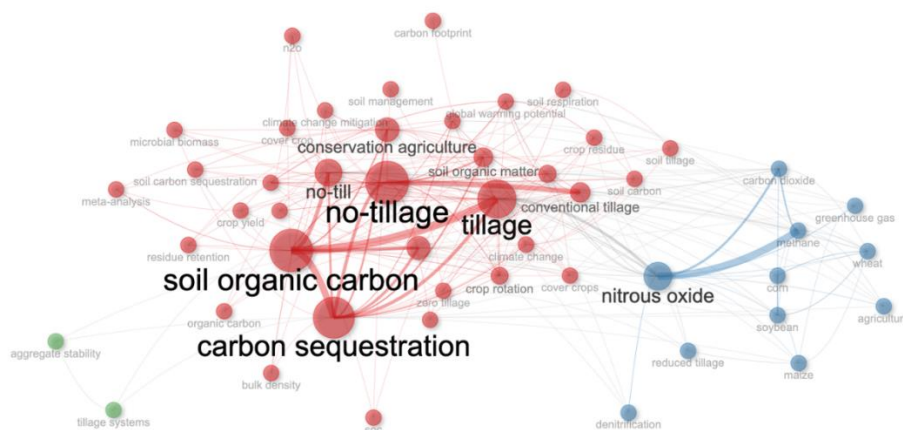 carbon footprint
n2o
soil management
soil respiration
global warming potential
climate change mitigation
microbial biomass
cover crop
conservation agriculture
crop residue
soil tillage
soil organic matter
carbon dioxide
soil carbon sequestration
no-till
soil carbon
meta-analysis
no-tillage
conventional tillage
greenhouse gas
crop yield
tillage
methane
residue retention
climate change
wheat
soil organic carbon
crop rotation
cover crops
corn
nitrous oxide
zero tillage
agriculture
organic carbon
soybean
carbon sequestration
aggregate stability
reduced tillage
maize
bulk density
tillage systems
denitrification